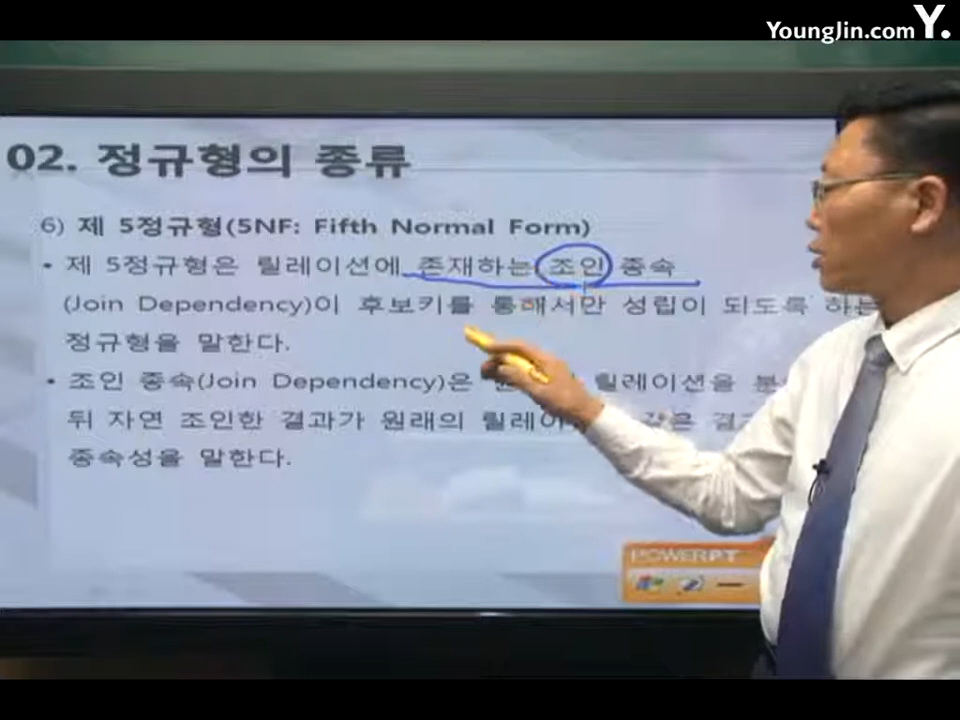 YoungJin.com Y.
02. 정규형의 종류
6) 제 5정규형(5NF: Fifth Normal Form)
• 제 5정규형은 릴레이션에 존재하는 조인 종속
(Join Dependency)이 후보키를 통해서만 성립이 되도록 하는
정규형을 말한다.
• 조인 종속(Join Dependency)은 릴레이션을
뒤 자연 조인한 결과가 원래의 릴레이 같은
종속성을 말한다.
POWERPT